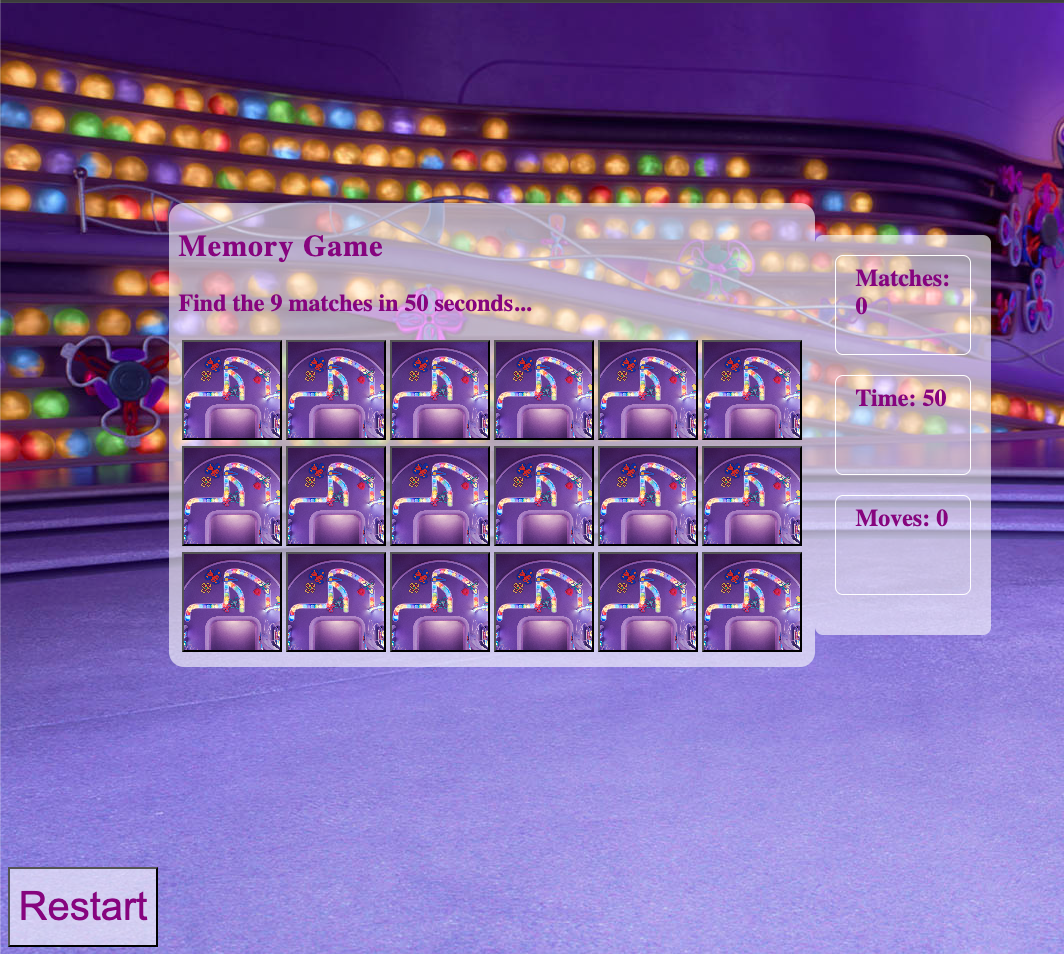 Memory Game
Find the 9 matches in 50 seconds...
Matches:
0
Time: 50
Moves: 0
Restart